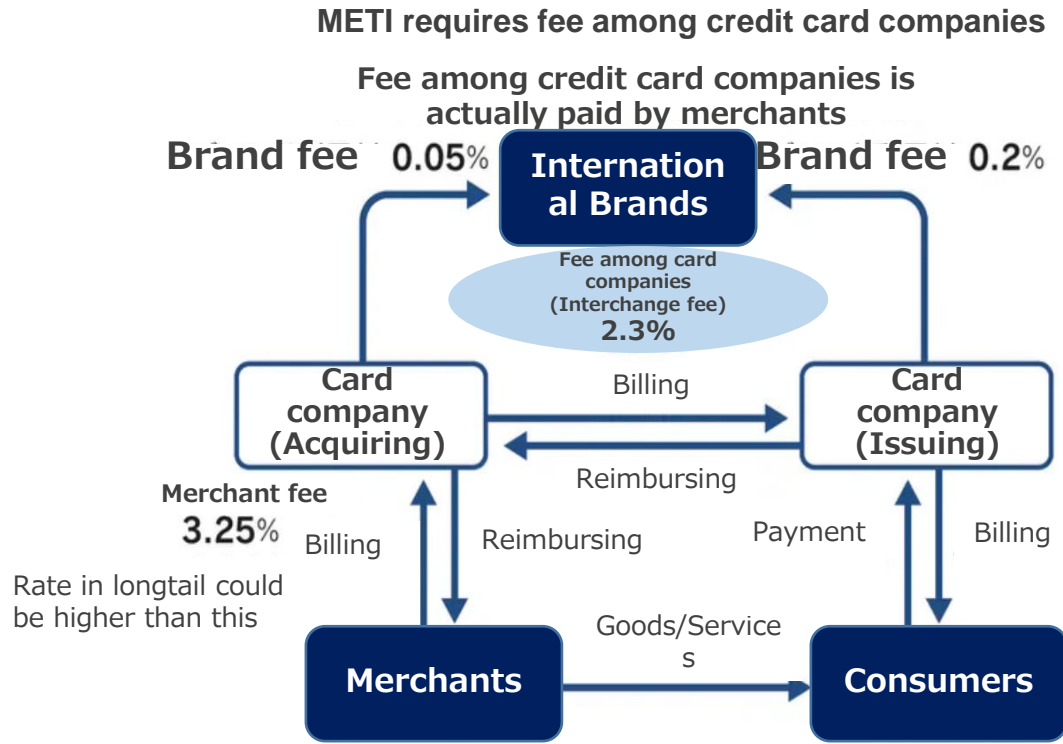 METI requires fee among credit card companies
Fee among credit card companies is
actually paid by merchants
Brand fee 0.05%
Internation
al Brands
Brand fee 0.2%
Fee among card
companies
(Interchange fee)
2.3%
Card
company
(Acquiring)
Billing
Card
company
(Issuing)
Reimbursing
Merchant fee
3.25%
Billing
Reimbursing
Payment
Billing
Rate in longtail could
be higher than this
Goods/Service
s
Merchants
Consumers